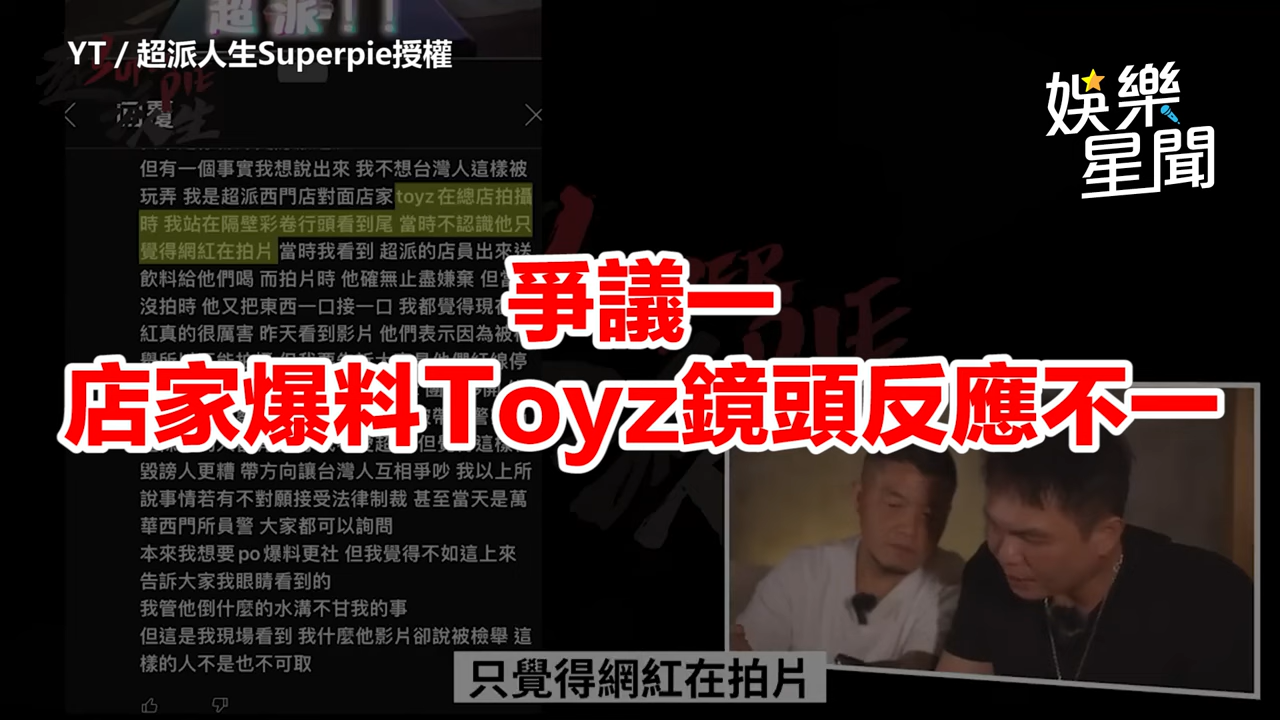 超派!!
YT / 超派人生Superpie授權
娛樂
星聞
回覆
但有一個事實我想說出來 我不想台灣人這樣被
玩弄 我是超派西門店對面店家toyz在總店拍攝
時 我站在隔壁彩卷行頭看到尾 當時不認識他只
覺得網紅在拍片 當時我看到 超派的店員出來送
飲料給他們喝 而拍片時 他確無止盡嫌棄 但當
沒拍時 他又把東西一口接一口 我都覺得現在
紅真的很厲害 昨天看到影片 他們表示因為被檢
爭議一
店家爆料Toyz鏡頭反應不一
毀謗人更糟 帶方向讓台灣人互相爭吵 我以上所
說事情若有不對願接受法律制裁 甚至當天是萬
華西門所員警 大家都可以詢問
本來我想要po爆料更社 但我覺得不如這上來
告訴大家我眼睛看到的
我管他倒什麼的水溝不甘我的事
但這是我現場看到 我什麼他影片卻說被檢舉 這
樣的人不是也不可取
只覺得網紅在拍片